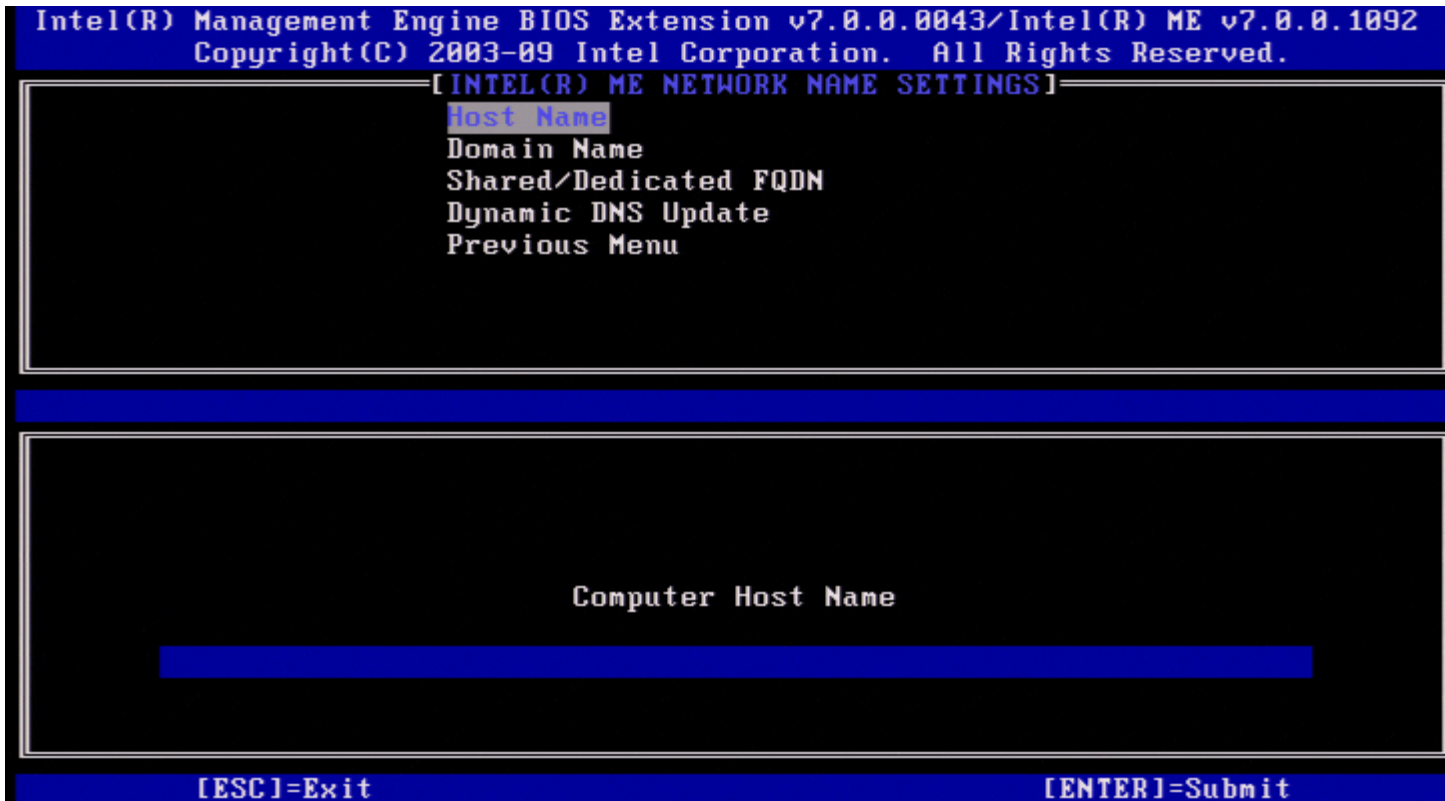 Intel(R) Management Engine BIOS Extension v7.0.0.0043/Intel(R) ME v7.0.0.1092
Copyright(C) 2003-09 Intel Corporation.  All Rights Reserved.
[INTEL(R) ME NETWORK NAME SETTINGS]
Host Name
Domain Name
Shared/Dedicated FQDN
Dynamic DNS Update
Previous Menu
Computer Host Name
[ESC]=Exit [ENTER]=Submit